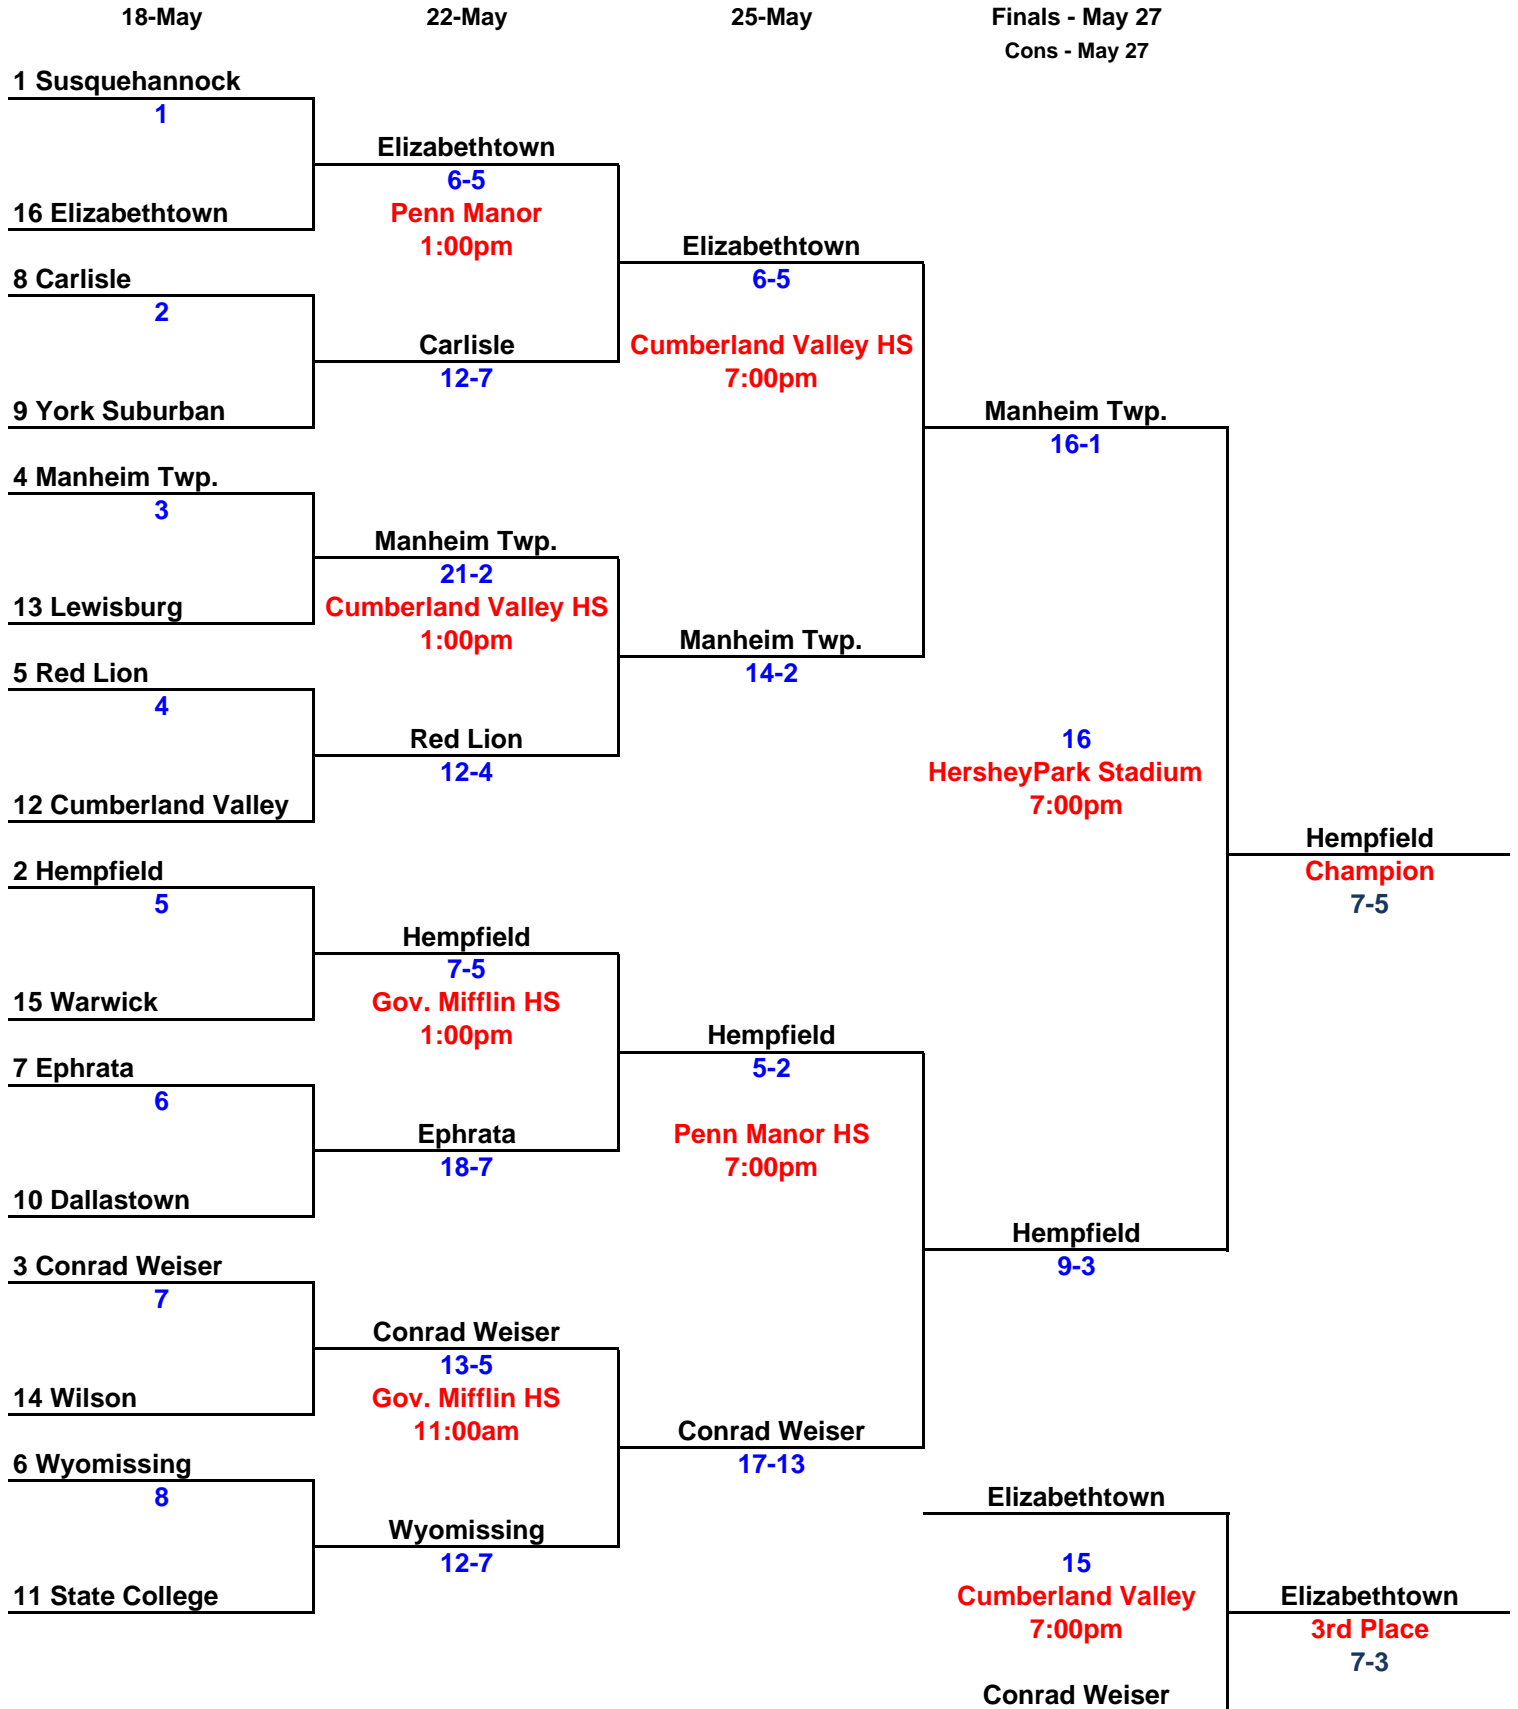 18-May
22-May
25-May
Finals - May 27
Cons - May 27
1 Susquehannock
1
Elizabethtown
6-5
16 Elizabethtown
Penn Manor
1:00pm
Elizabethtown
6-5
8 Carlisle
2
Carlisle
12-7
Cumberland Valley HS
7:00pm
9 York Suburban
Manheim Twp.
16-1
4 Manheim Twp.
3
Manheim Twp.
21-2
13 Lewisburg
Cumberland Valley HS
1:00pm
Manheim Twp.
14-2
5 Red Lion
4
Red Lion
12-4
16
HersheyPark Stadium
7:00pm
12 Cumberland Valley
Hempfield
Champion
7-5
2 Hempfield
5
Hempfield
7-5
15 Warwick
Gov. Mifflin HS
1:00pm
Hempfield
5-2
7 Ephrata
6
Ephrata
18-7
Penn Manor HS
7:00pm
10 Dallastown
Hempfield
9-3
3 Conrad Weiser
7
Conrad Weiser
13-5
14 Wilson
Gov. Mifflin HS
11:00am
Conrad Weiser
17-13
6 Wyomissing
8
Wyomissing
12-7
11 State College
Elizabethtown
15
Cumberland Valley
7:00pm
Elizabethtown
3rd Place
7-3
Conrad Weiser